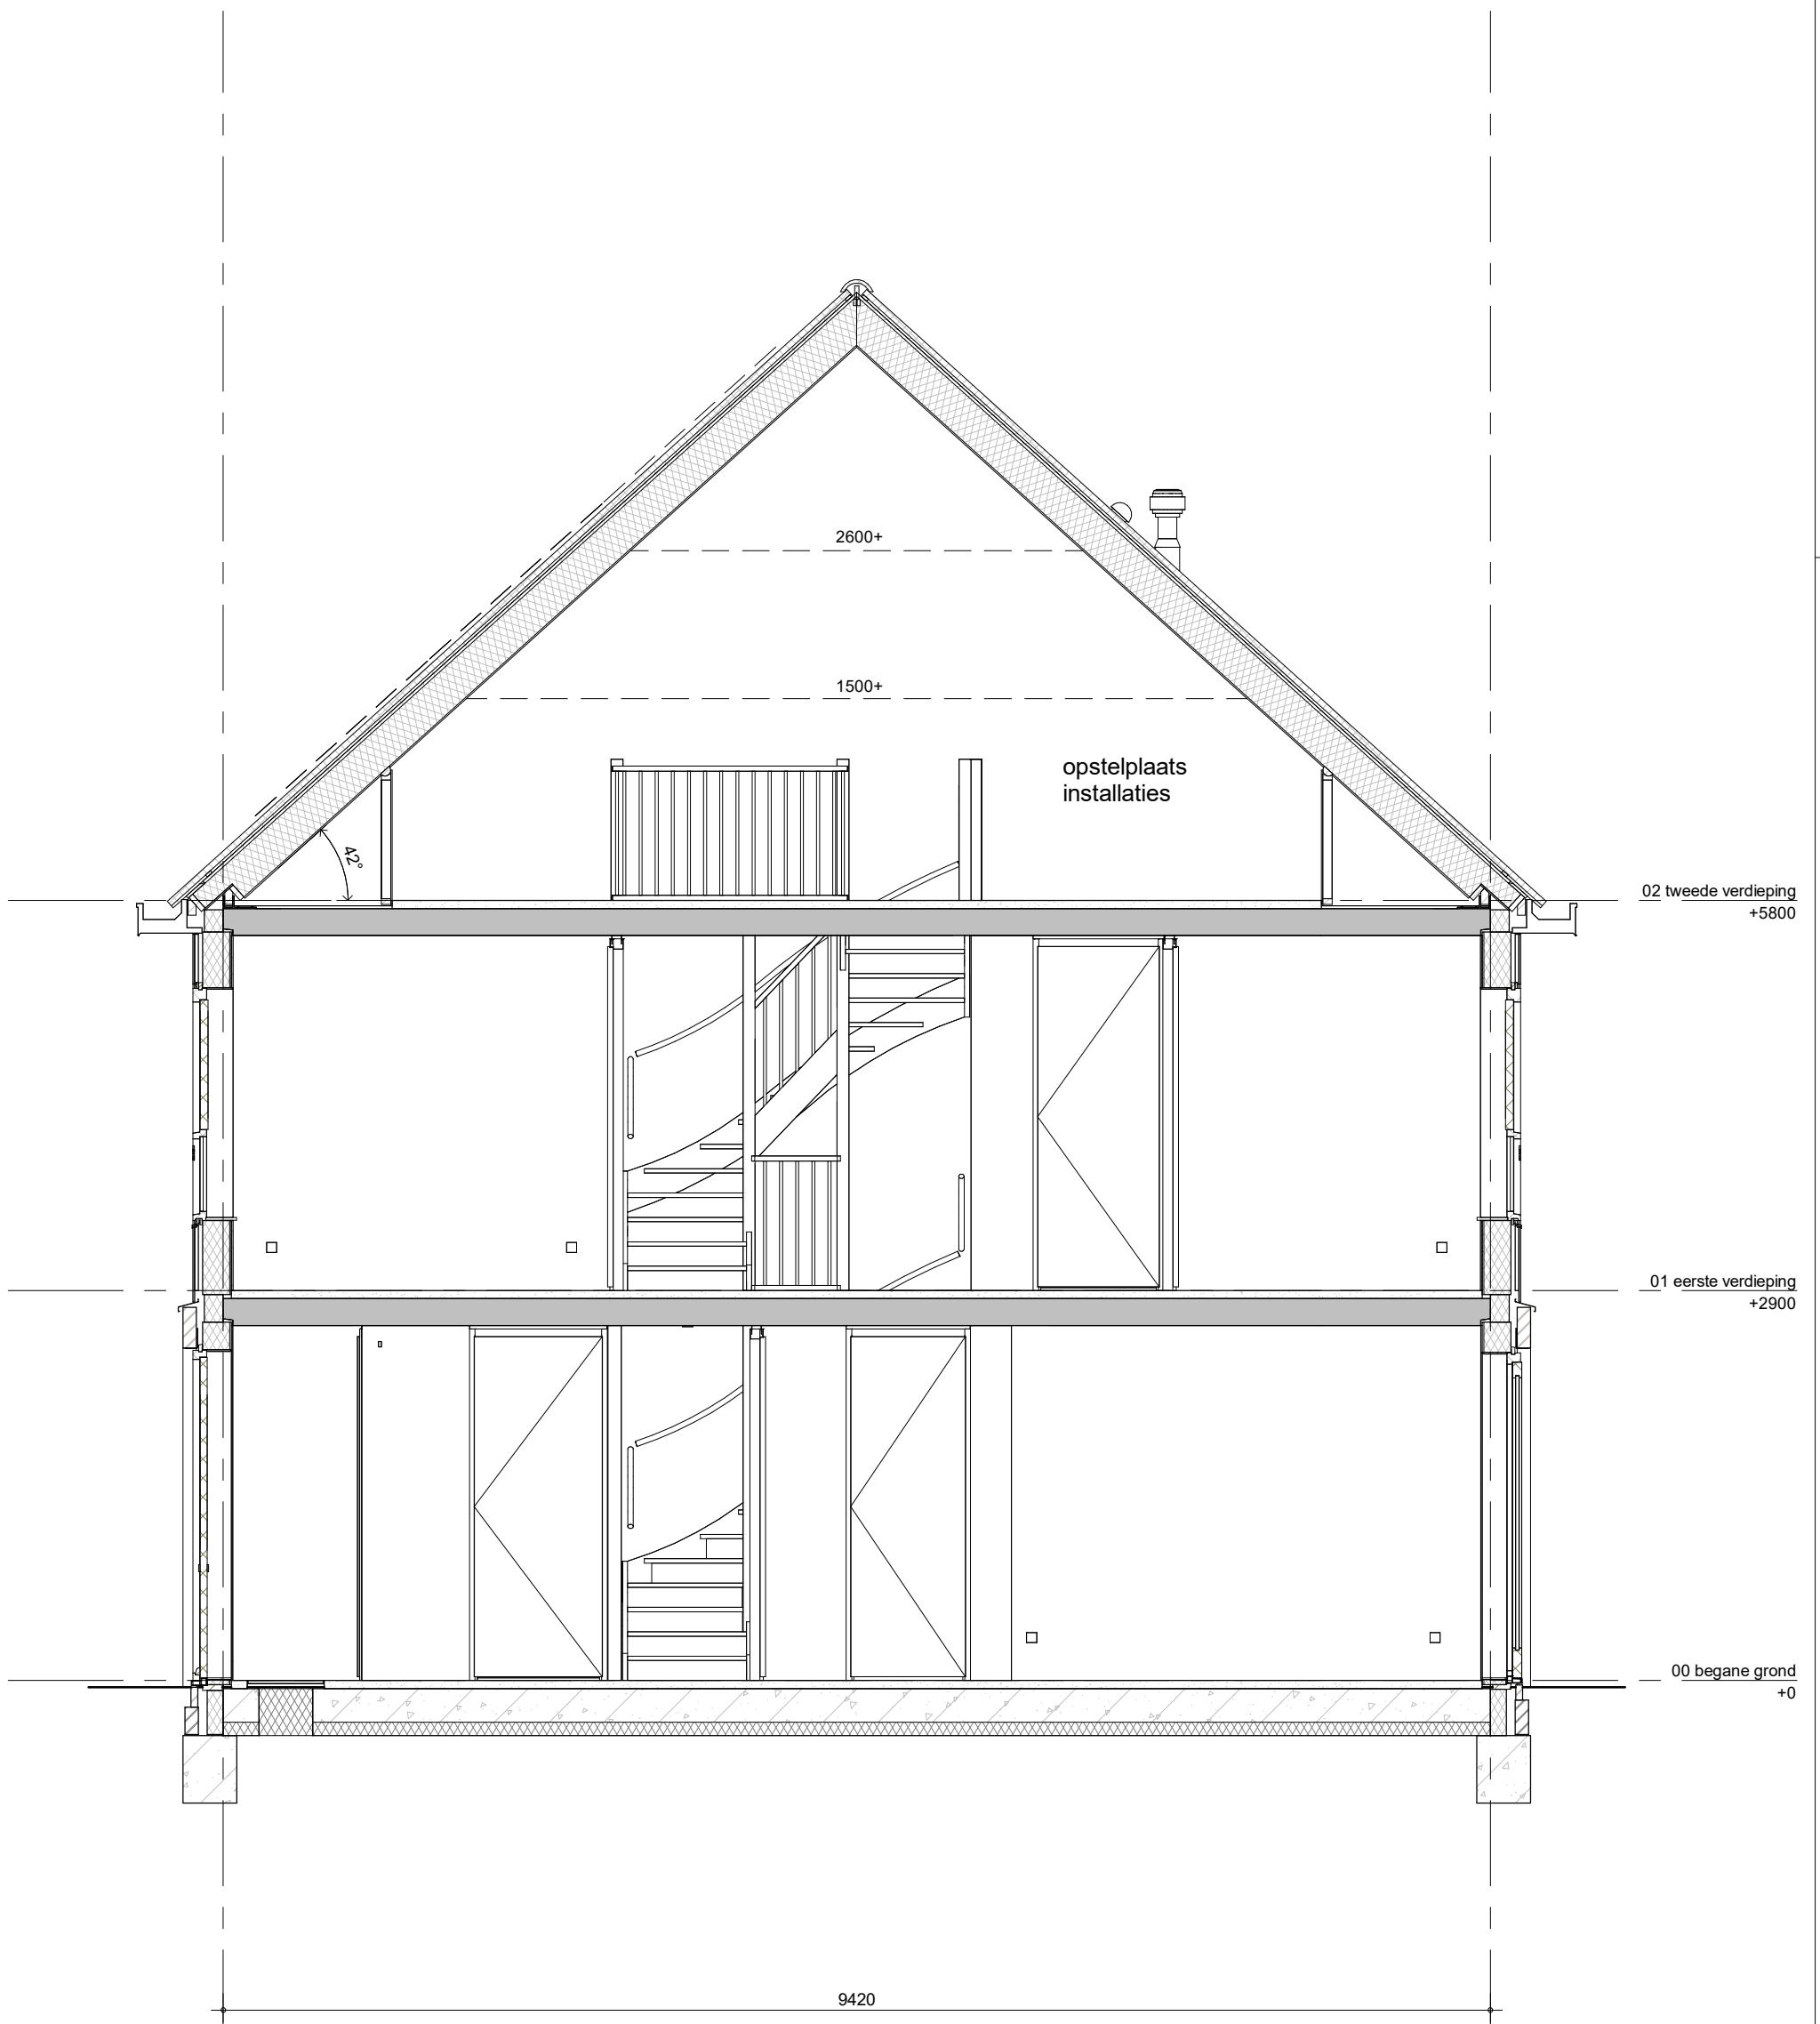 2600+
1500+
opstelplaats
installaties
42°
02 tweede verdieping
+5800
01 eerste verdieping
+2900
00 begane grond
+0
9420